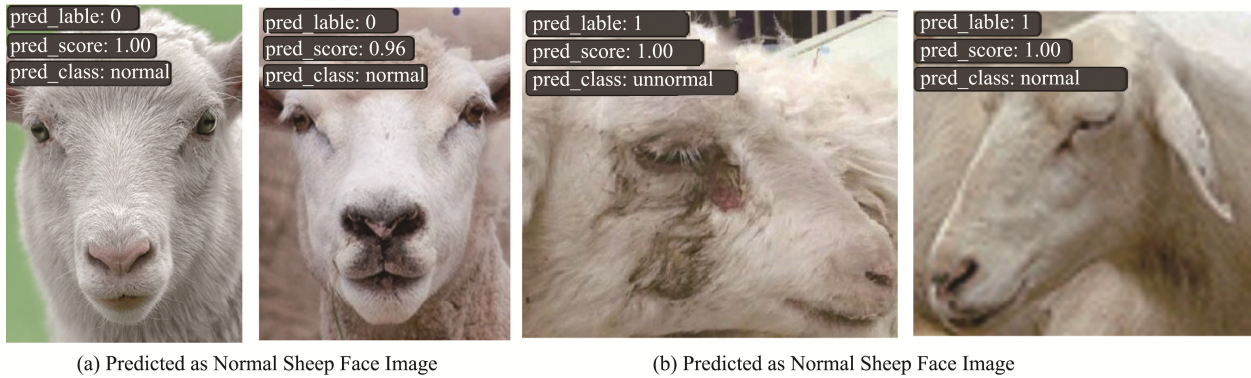 pred_lable: 0
pred_score: 1.00
pred_class: normal
pred_lable: 0
pred_score: 0.96
pred_class: normal
pred_lable: 1
pred_score: 1.00
pred_class: unnormal
pred_lable: 1
pred_score: 1.00
pred_class: normal
(a) Predicted as Normal Sheep Face Image
(b) Predicted as Normal Sheep Face Image